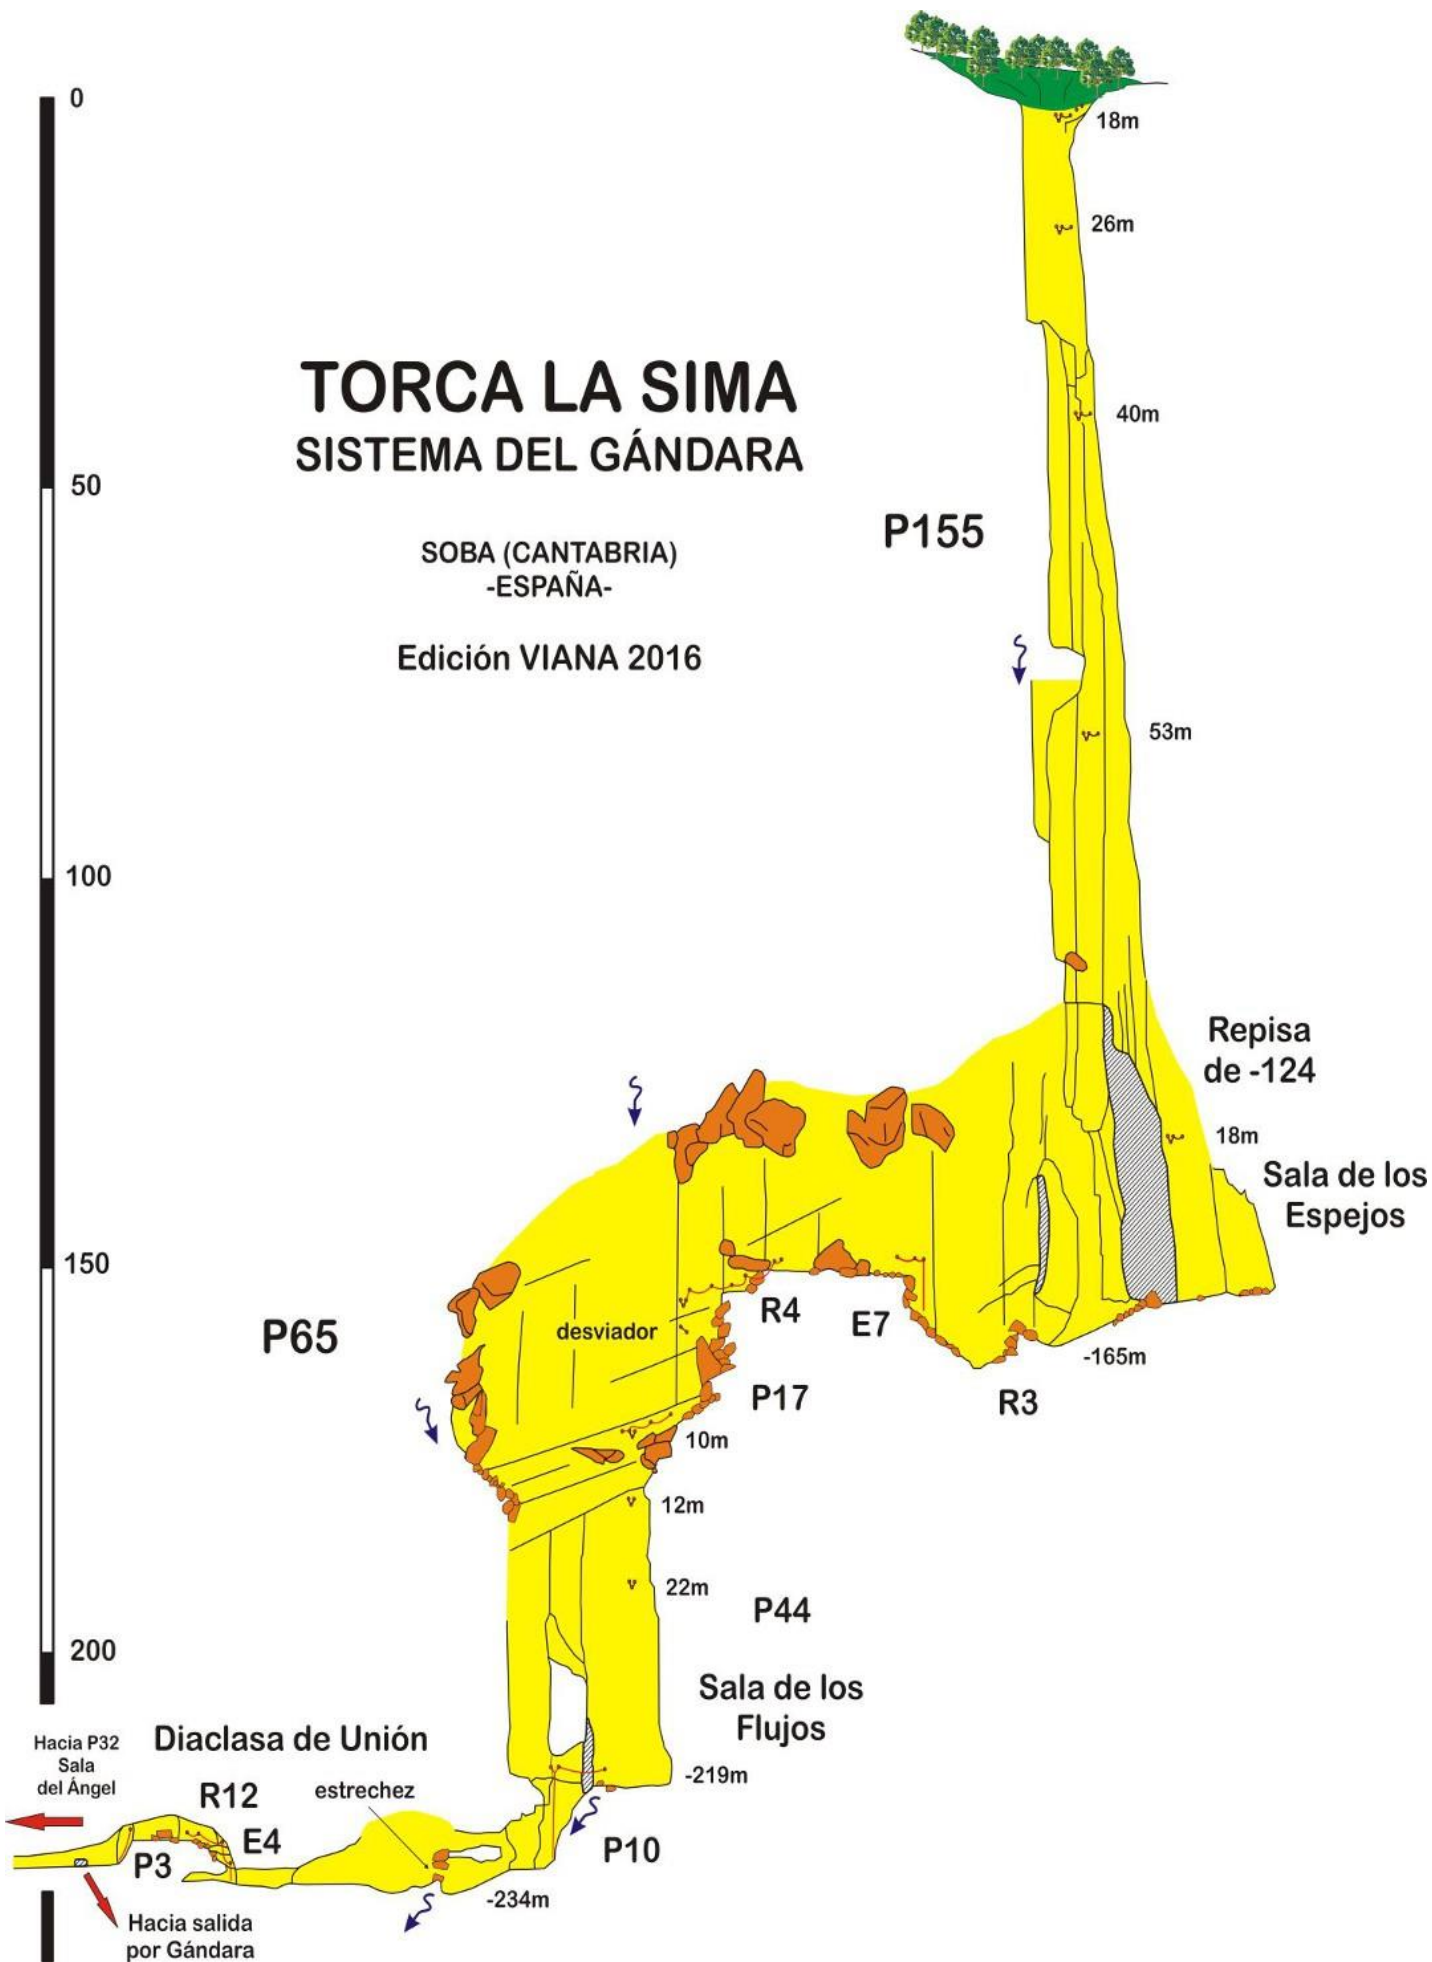 0
18m
26m
TORCA LA SIMA
40m
SISTEMA DEL GÁNDARA
50
P155
SOBA (CANTABRIA)
-ESPAÑA-
Edición VIANA 2016
53m
100
Repisa
de -124
18m
Sala de los
Espejos
150
R4
E7
P65
desviador
-165m
P17
R3
10m
12m
22m
P44
200
Sala de los
Flujos
Hacia P32
Sala
del Ángel
Diaclasa de Unión
-219m
R12
estrechez
E4
P10
P3
-234m
Hacia salida
por Gándara